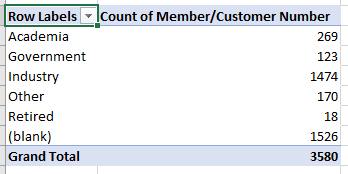 Row Labels Count of Member/Customer Number
Academia 269
Government 123
Industry 1474
Other 170
Retired 18
(blank) 1526
Grand Total 3580